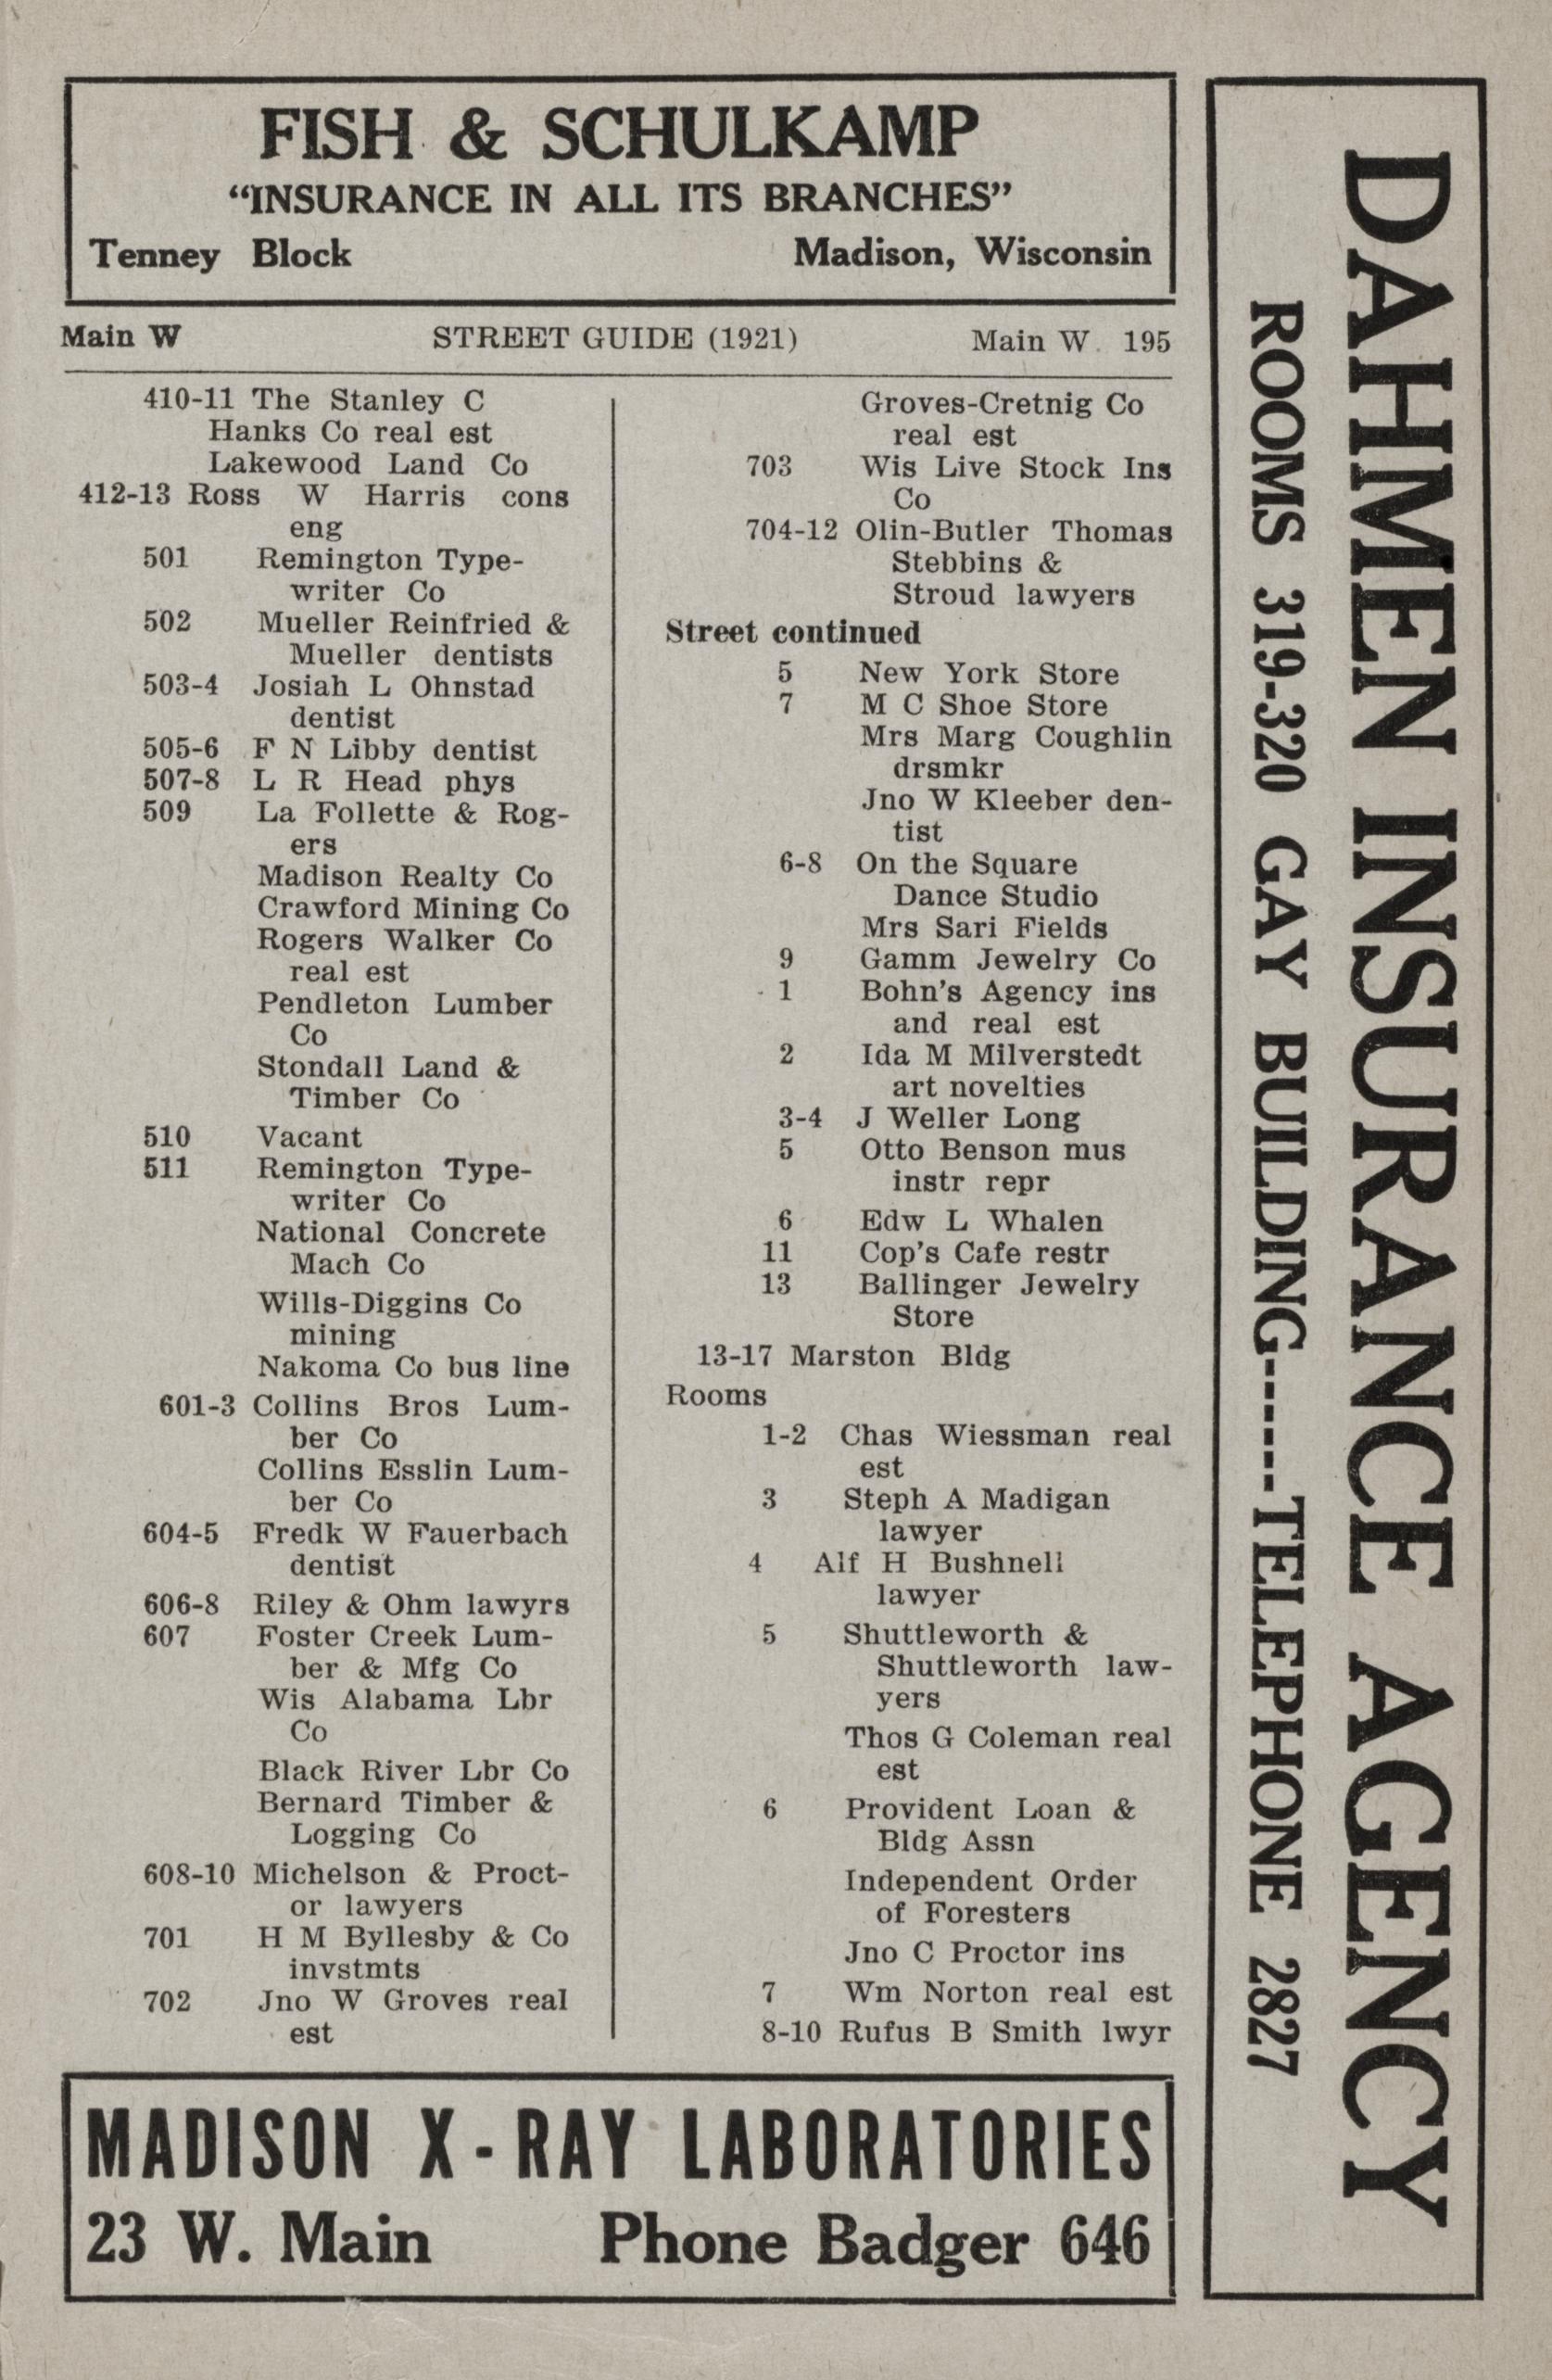 FISH & SCHULKAMP
“INSURANCE IN ALL ITS BRANCHES”
Tenney Block Madison, Wisconsin
Main W STREET GUIDE (1921) Main W. 195
410-11 The Stanley C
Hanks Co real est
Lakewood Land Co
412-13 Ross W Harris cons
eng
501 Remington Type-
writer Co
502 Mueller Reinfried &
Mueller dentists
503-4 Josiah L Ohnstad
dentist
505-6 F N Libby dentist
507-8 L R Head phys
509 La Follette & Rog-
ers
Madison Realty Co
Crawford Mining Co
Rogers Walker Co
real est
Pendleton Lumber
Co
Stondall Land &
Timber Co
510 Vacant
511 Remington Type-
writer Co
National Concrete
Mach Co
Wills-Diggins Co
mining
Nakoma Co bus line
601-3 Collins Bros Lum-
ber Co
Collins Esslin Lum-
ber Co
604-5 Fredk W Fauerbach
dentist
606-8 Riley & Ohm lawyrs
607 Foster Creek Lum-
ber & Mfg Co
Wis Alabama Lbr
Co
Black River Lbr Co
Bernard Timber &
Logging Co
608-10 Michelson & Proct-
or lawyers
701 H M Byllesby & Co
invstmts
702 Jno W Groves real
est
Groves-Cretnig Co
real est
703 Wis Live Stock Ins
Co
704-12 Olin-Butler Thomas
Stebbins &
Stroud lawyers
Street continued
5 New York Store
7 M C Shoe Store
Mrs Marg Coughlin
drsmkr
Jno W Kleeber den-
tist
6-8 On the Square
Dance Studio
Mrs Sari Fields
9 Gamm Jewelry Co
1 Bohn's Agency ins
and real est
2 Ida M Milverstedt
art novelties
3-4 J Weller Long
5 Otto Benson mus
instr repr
6 Edw L Whalen
11 Cop's Cafe restr
13 Ballinger Jewelry
Store
13-17 Marston Bldg
Rooms
1-2 Chas Wiessman real
est
3 Steph A Madigan
lawyer
4 Alf H Bushnell
lawyer
5 Shuttleworth &
Shuttleworth law-
yers
Thos G Coleman real
est
6 Provident Loan &
Bldg Assn
Independent Order
of Foresters
Jno C Proctor ins
7 Wm Norton real est
8-10 Rufus B Smith lwyr
MADISON X-RAY LABORATORIES
23 W. Main Phone Badger 646
DAHMEN INSURANCE AGENCY
ROOMS 319-320 GAY BUILDING------TELEPHONE 2827